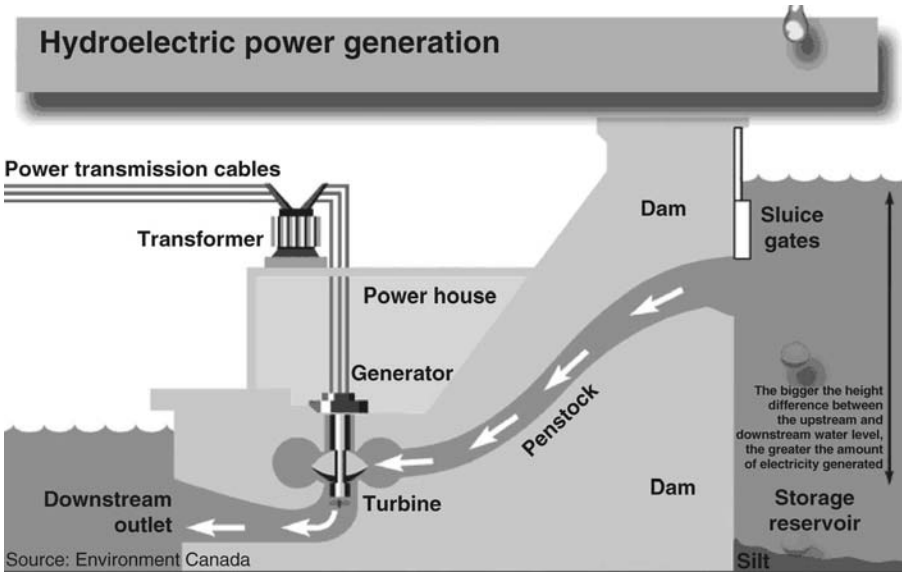 Hydroelectric power generation
Power transmission cables
Transformer
Dam
Sluice
gates
Power house
Generator
The bigger the height
difference between
the upstream and
downstream water level,
the greater the amount
of electricity generated
Penstock
Downstream
outlet
Turbine
Dam
Storage
reservoir
Source: Environment Canada
Silt